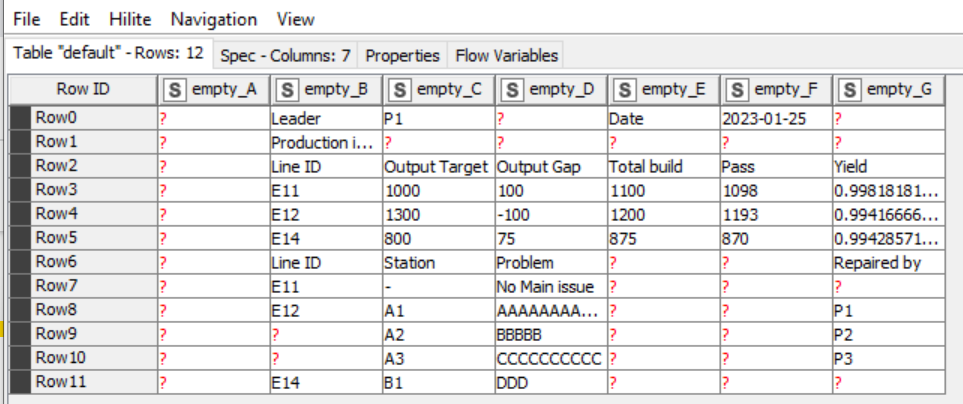 File Edit Hilite Navigation View
Table "default" - Rows: 12 Spec - Columns: 7 Properties Flow Variables
Row ID S empty_A S empty_B S empty_C S empty_D S empty_E S empty_F S empty_G
Row0 ? Leader P1 ? Date 2023-01-25 ?
Row1 ? Production i... ? ? ? ? ?
Row2 ? Line ID Output Target Output Gap Total build Pass Yield
Row3 ? E11 1000 100 1100 1098 0.99818181...
Row4 ? E12 1300 -100 1200 1193 0.99416666...
Row5 ? E14 800 75 875 870 0.99428571...
Row6 ? Line ID Station Problem ? ? Repaired by
Row7 ? E11 - No Main issue ? ? ?
Row8 ? E12 A1 AAAAAAAA... ? ? P1
Row9 ? ? A2 BBBBB ? ? P2
Row10 ? ? A3 CCCCCCCCCC ? ? P3
Row11 ? E14 B1 DDD ? ? ?